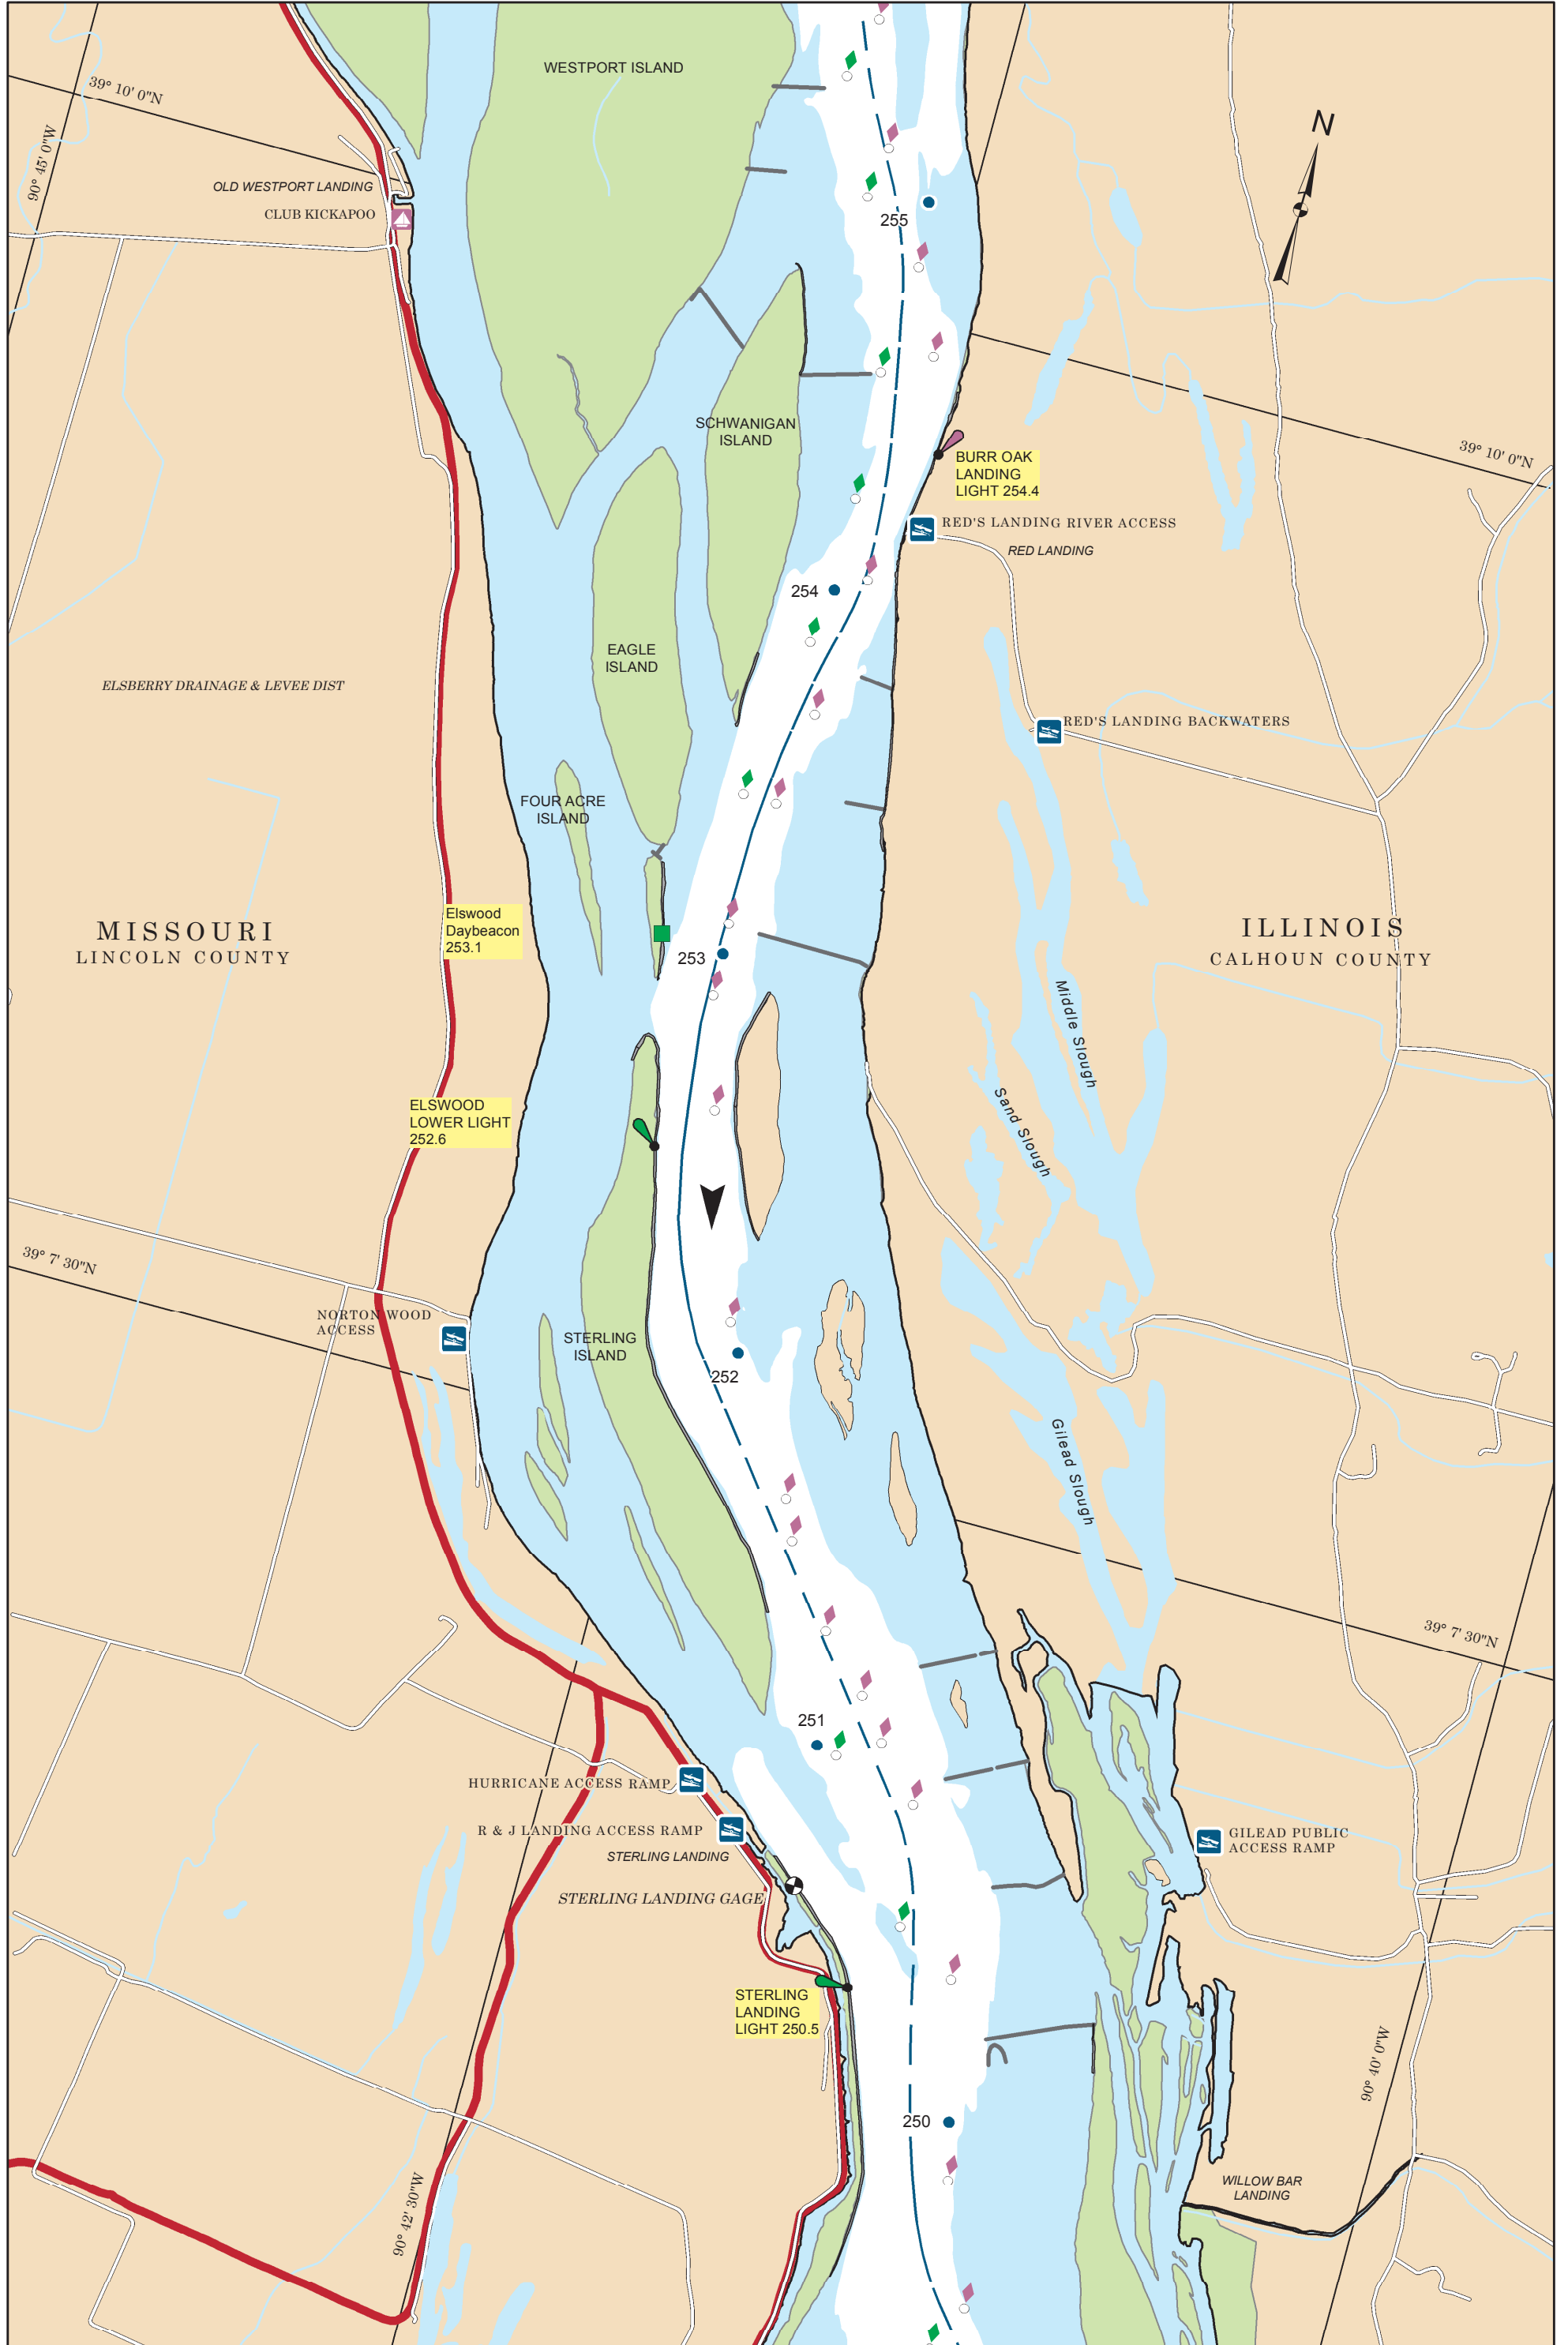 WESTPORT ISLAND
39° 10' 0"N
N
90° 45' 0"W
OLD WESTPORT LANDING
CLUB KICKAPOO
255
SCHWANIGAN
ISLAND
BURR OAK
LANDING
LIGHT 254.4
39° 10' 0"N
RED'S LANDING RIVER ACCESS
RED LANDING
254
EAGLE
ISLAND
ELSBERRY DRAINAGE & LEVEE DIST
RED'S LANDING BACKWATERS
FOUR ACRE
ISLAND
Elswood
Daybeacon
253.1
MISSOURI
LINCOLN COUNTY
253
ILLINOIS
CALHOUN COUNTY
Middle Slough
ELSWOOD
LOWER LIGHT
252.6
Sand Slough
39° 7' 30"N
NORTON WOOD
ACCESS
STERLING
ISLAND
252
Gilead Slough
39° 7' 30"N
251
HURRICANE ACCESS RAMP
R & J LANDING ACCESS RAMP
STERLING LANDING
GILEAD PUBLIC
ACCESS RAMP
STERLING LANDING GAGE
STERLING
LANDING
LIGHT 250.5
90° 40' 0"W
250
WILLOW BAR
LANDING
90° 42' 30"W